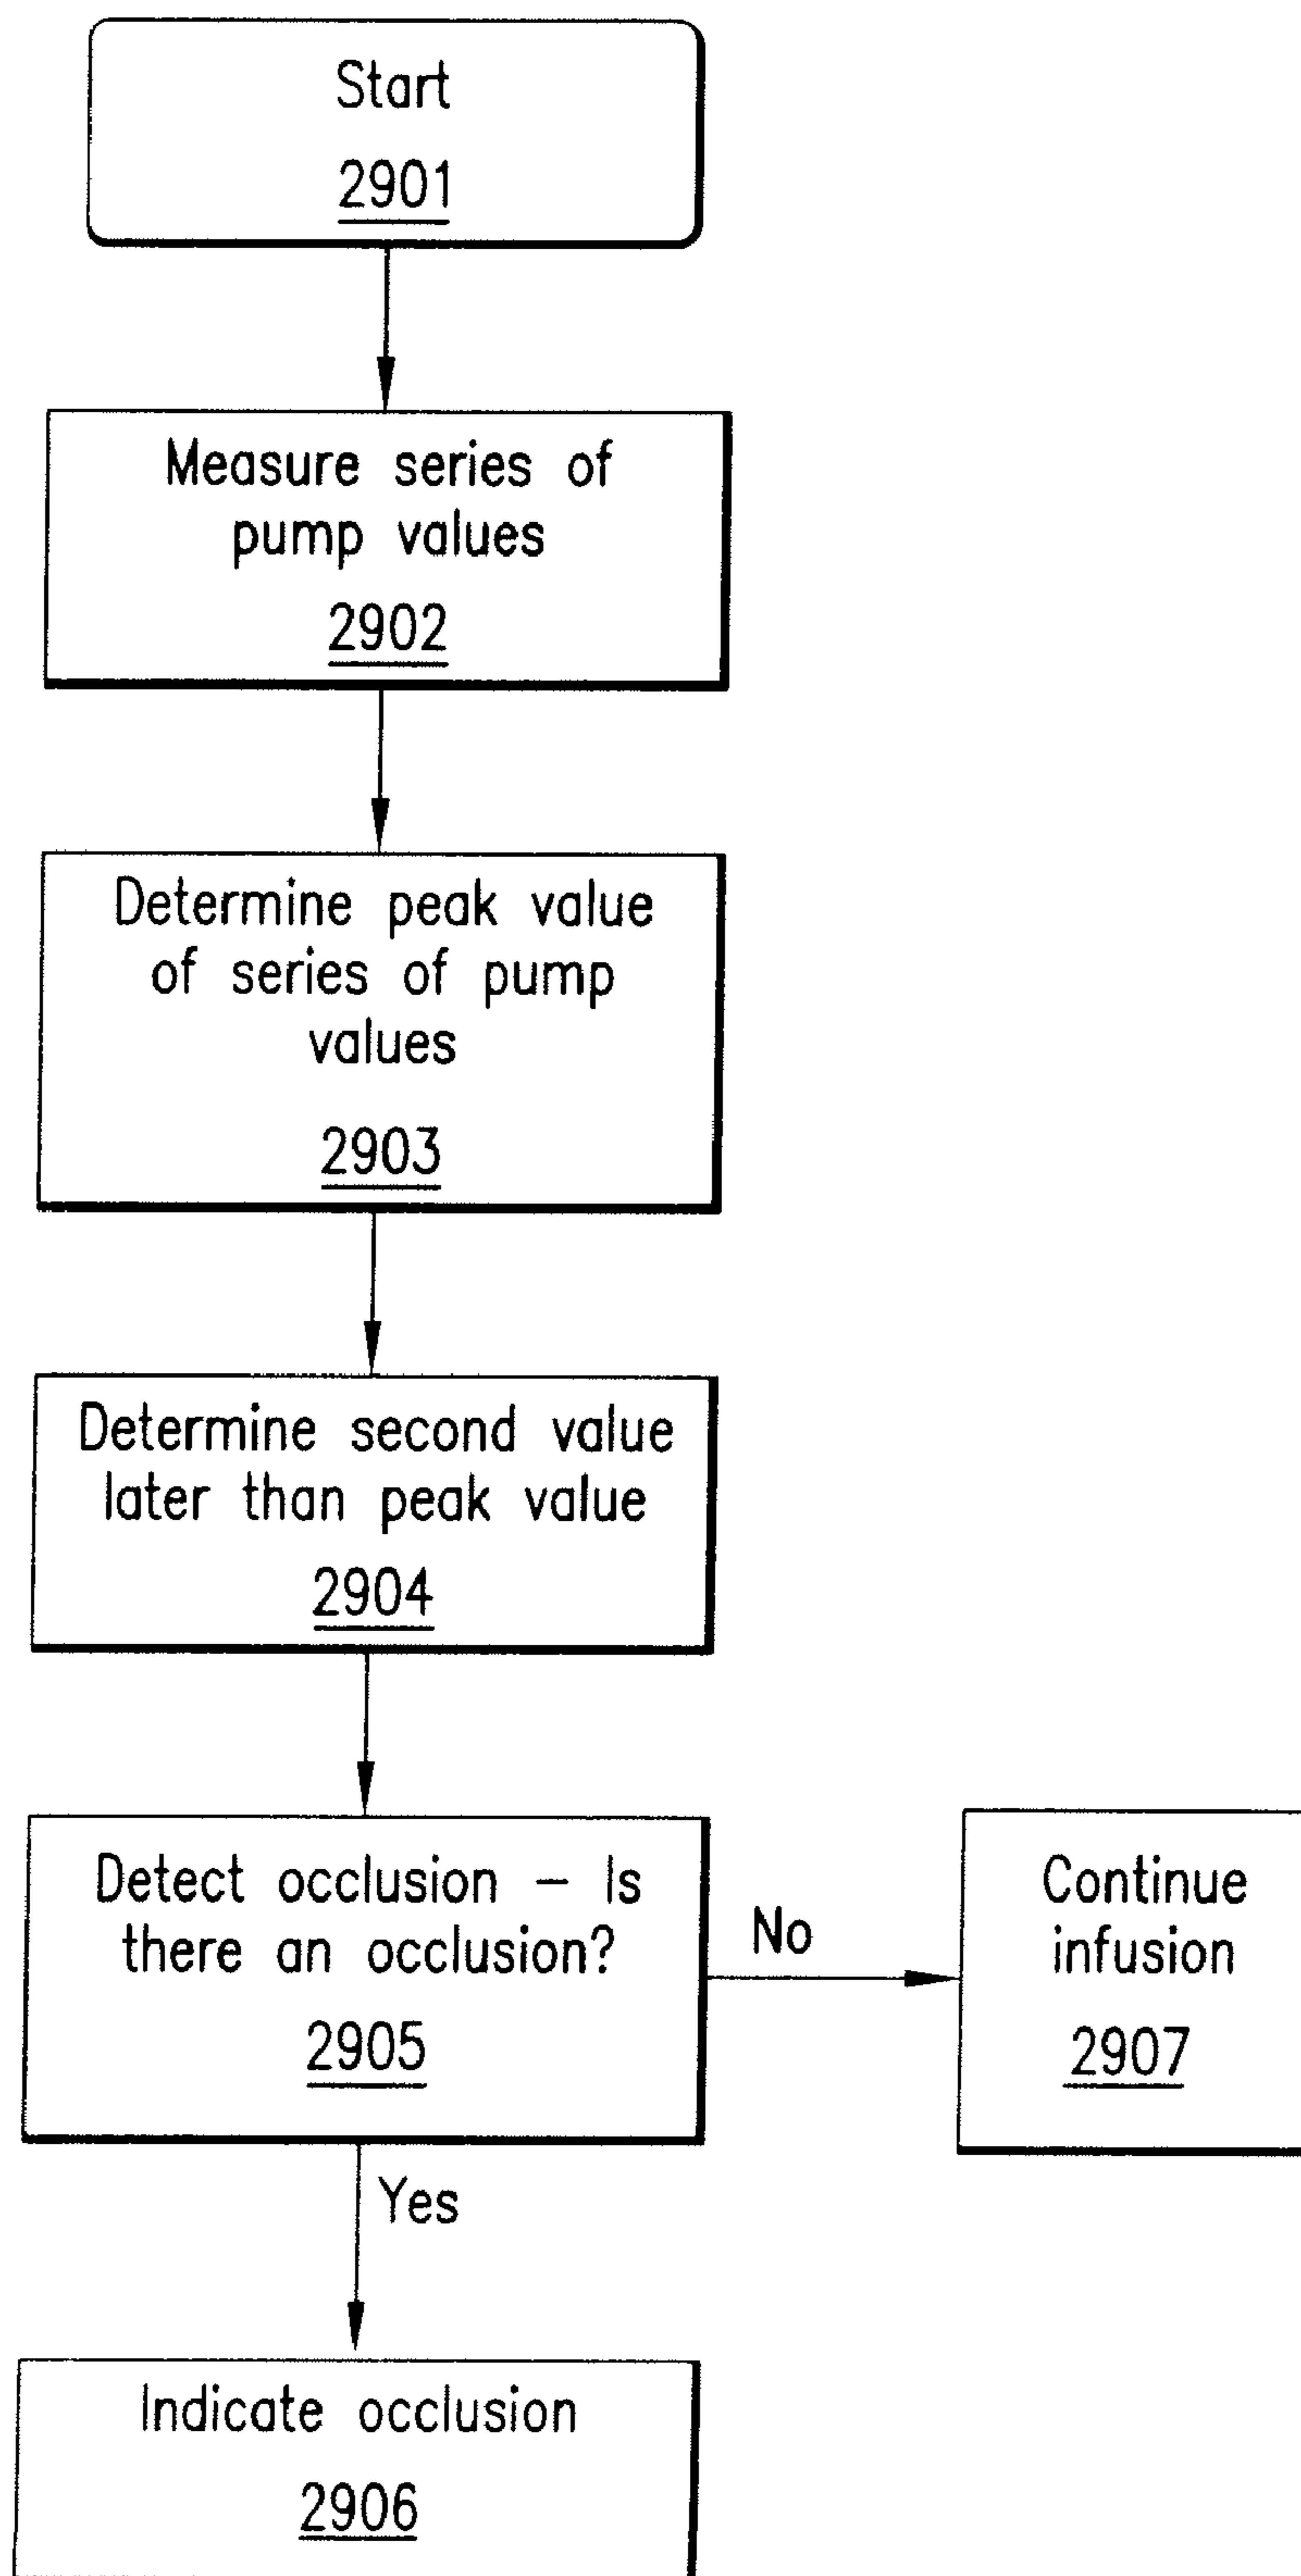 Start
2901
Measure series of
pump values
2902
Determine peak value
of series of pump
values
2903
Determine second value
later than peak value
2904
Detect occlusion – Is
there an occlusion?
2905
No
Continue
infusion
2907
Yes
Indicate occlusion
2906